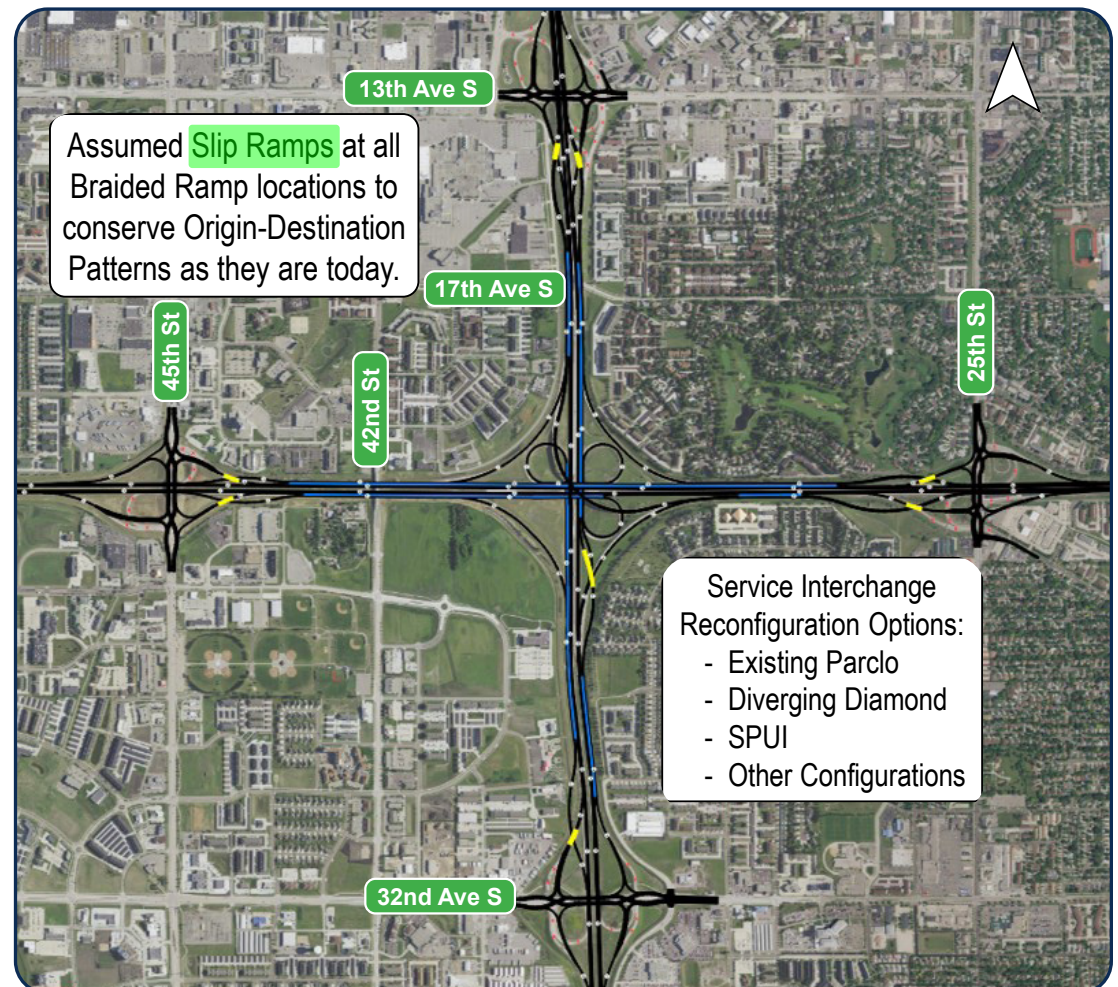 13th Ave S
Assumed Slip Ramps at all
Braided Ramp locations to
conserve Origin-Destination
Patterns as they are today.
17th Ave S
45th St
42nd St
25th St
Service Interchange
Reconfiguration Options:
- Existing Parclo
- Diverging Diamond
- SPUI
- Other Configurations
32nd Ave S